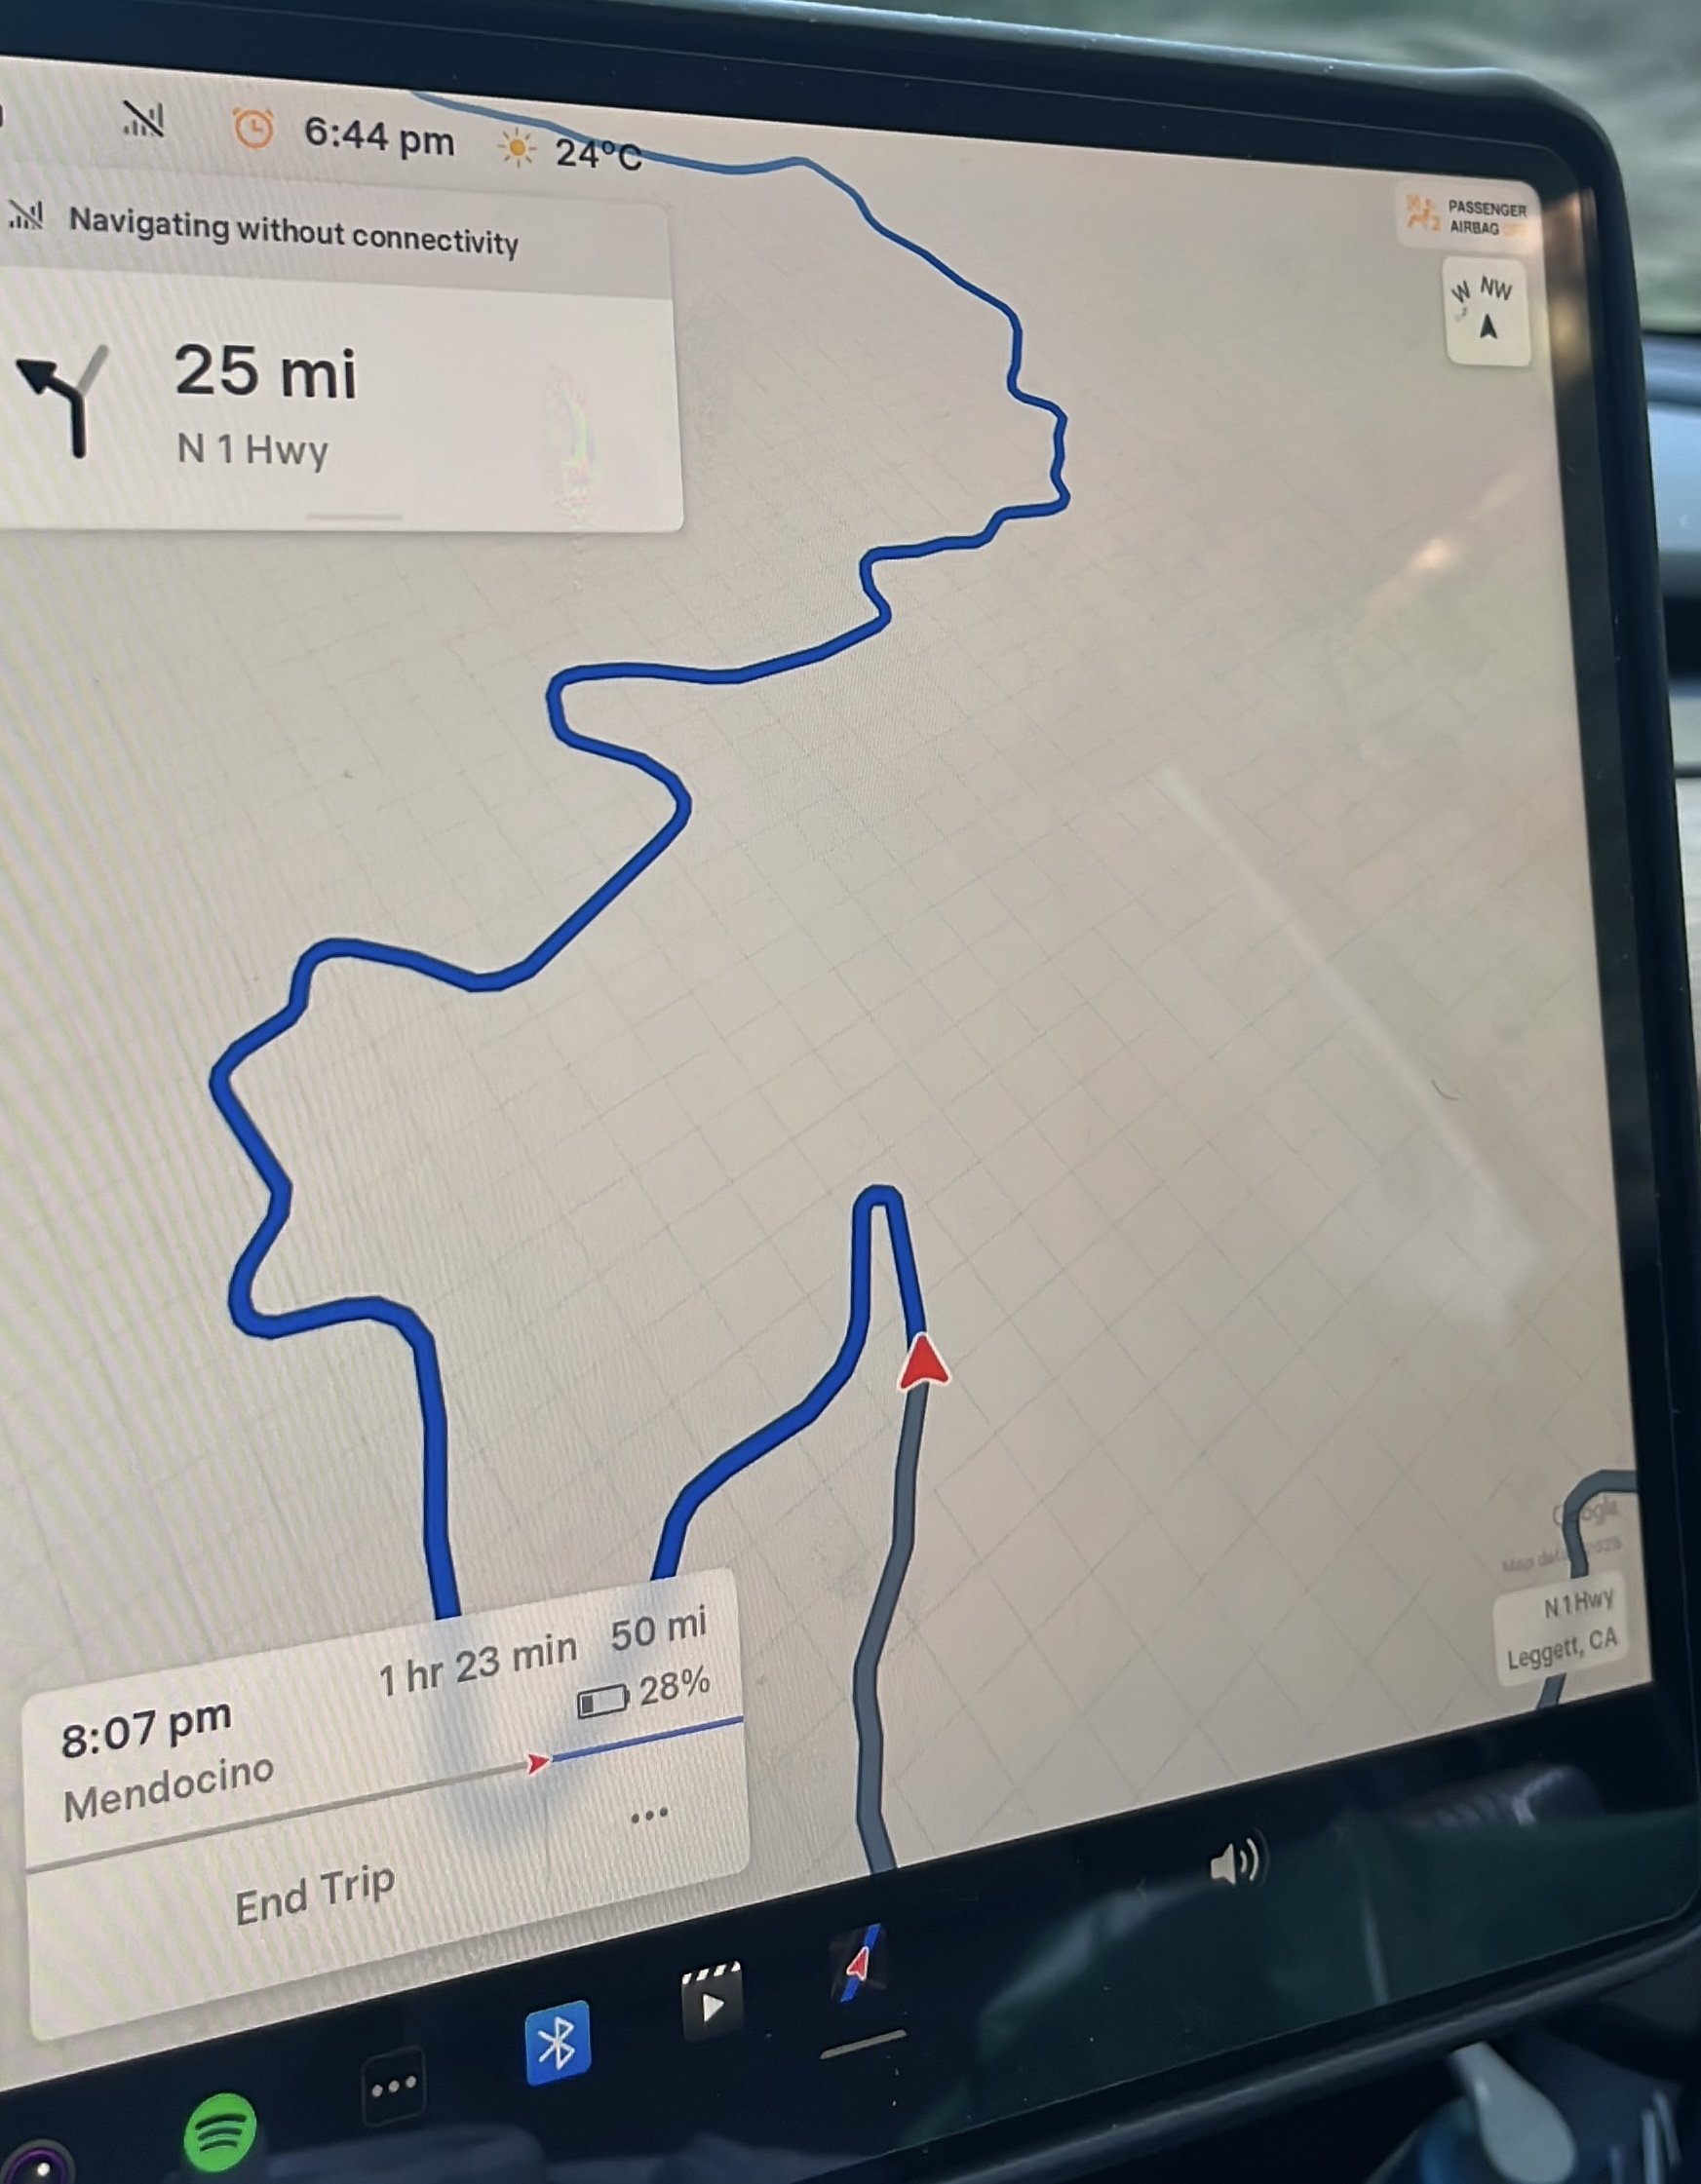 6:44 pm
24°C
Navigating without connectivity
25 mi
N 1 Hwy
PASSENGER
AIRBAG
W NW
Google
N 1 Hwy
Leggett, CA
1 hr 23 min 50 mi
28%
8:07 pm
Mendocino
End Trip